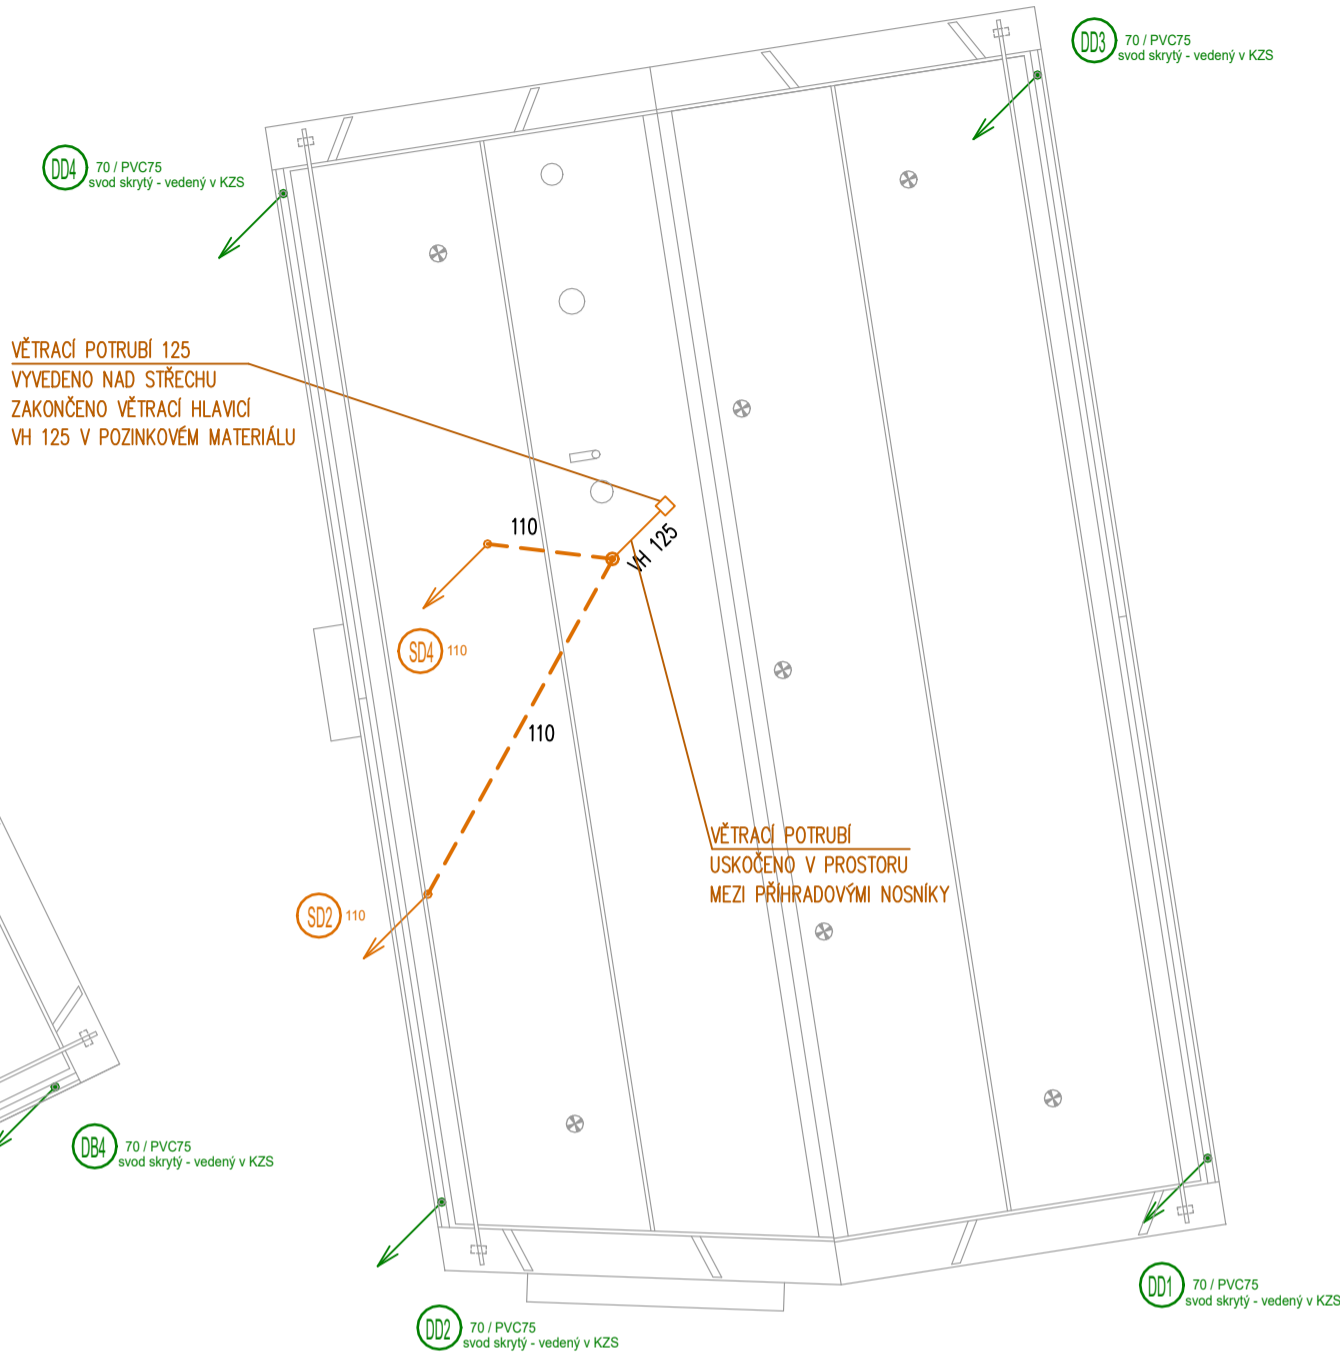 DD3
70 / PVC75
svod skrytý - vedený v KZS
DD4
70 / PVC75
svod skrytý - vedený v KZS
VĚTRACÍ POTRUBÍ 125
VYVEDENO NAD STŘECHU
ZAKONČENO VĚTRACÍ HLAVICÍ
VH 125 V POZINKOVÉM MATERIÁLU
110
VH 125
SD4
110
110
VĚTRACÍ POTRUBÍ
USKOČENO V PROSTORU
MEZI PŘÍHRADOVÝMI NOSNÍKY
SD2
110
DB4
70 / PVC75
svod skrytý - vedený v KZS
DD1
70 / PVC75
svod skrytý - vedený v KZS
DD2
70 / PVC75
svod skrytý - vedený v KZS